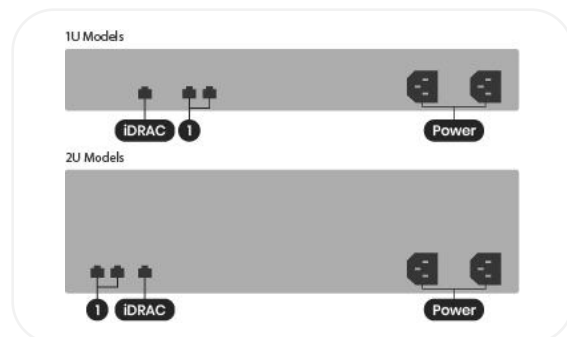 1U Models
iDRAC 1 Power
2U Models
1 iDRAC Power